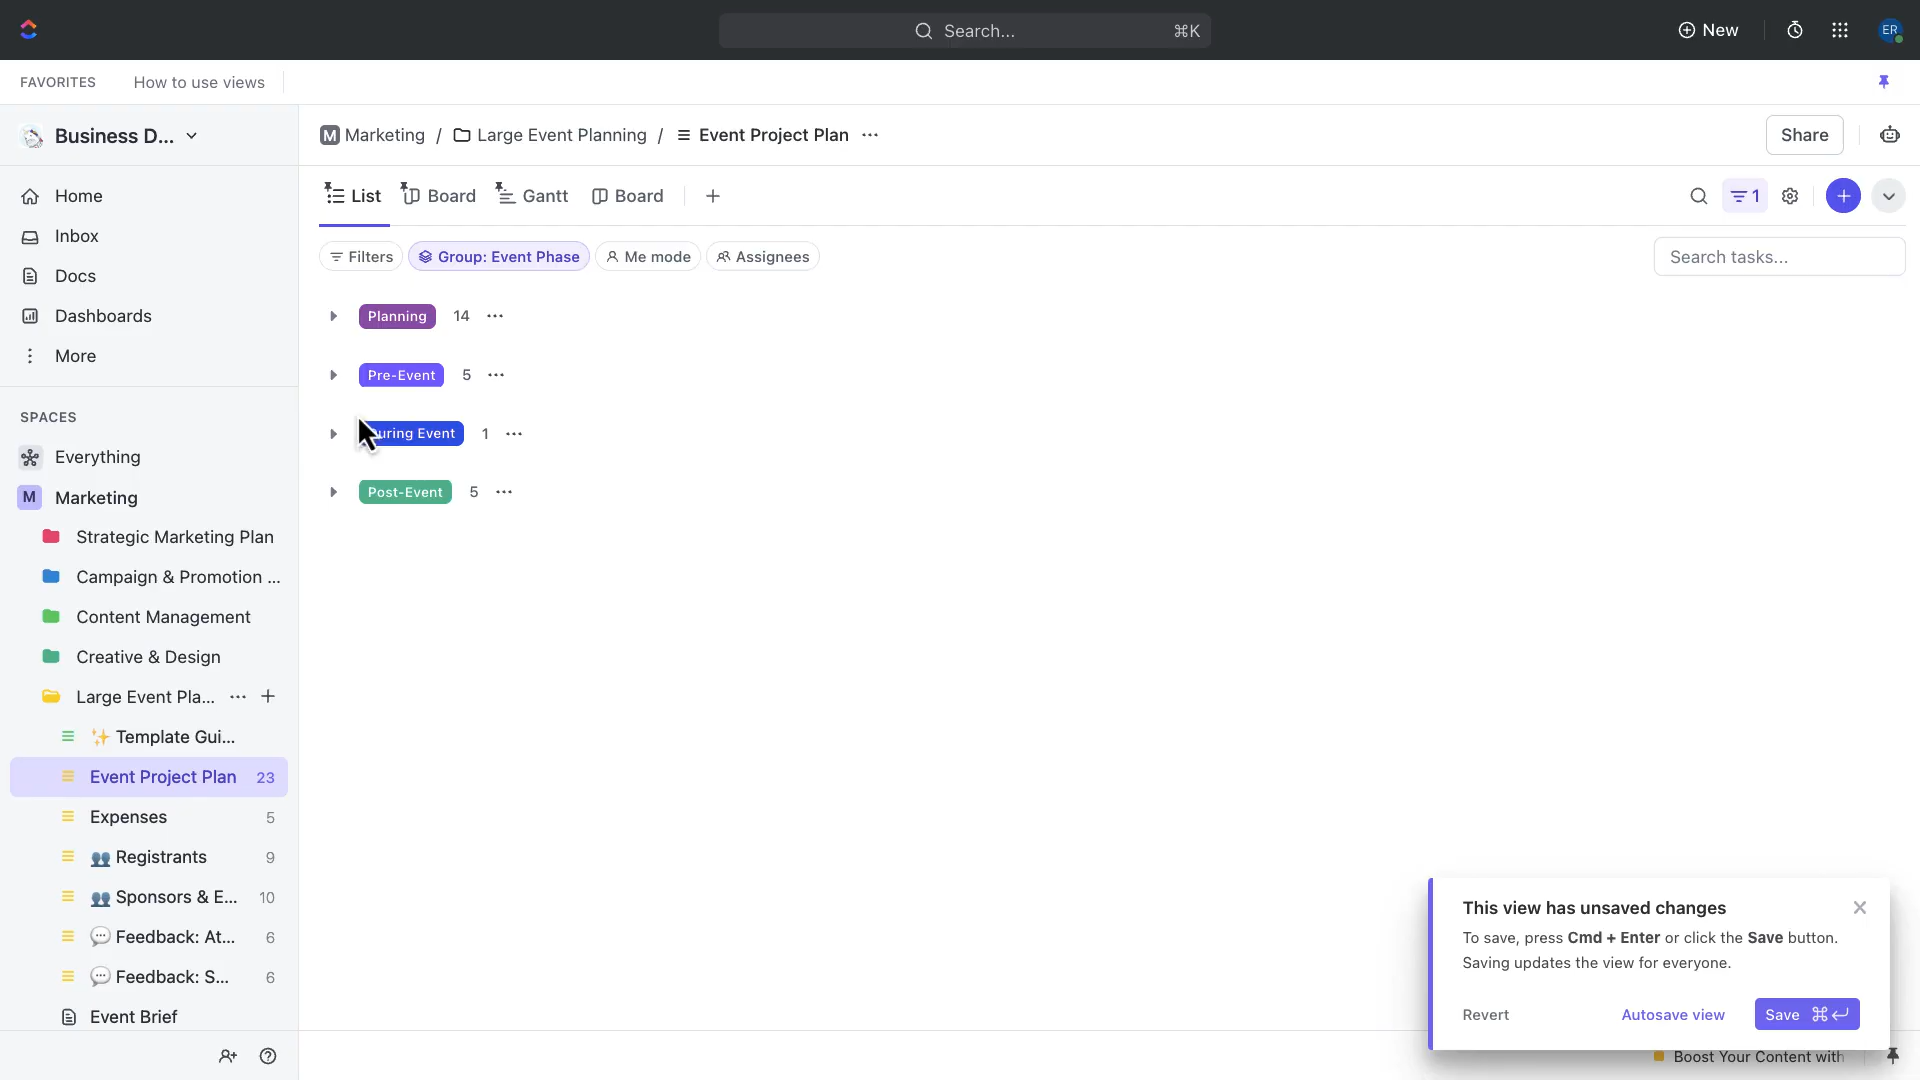 Search... ⌘K
New
ER
FAVORITES How to use views
Business D...
M Marketing / Large Event Planning / Event Project Plan ...
Share
Home
Inbox
Docs
Dashboards
More
List Board Gantt Board
1
Filters Group: Event Phase Me mode Assignees
Search tasks...
Planning 14 ...
Pre-Event 5 ...
During Event 1 ...
Post-Event 5 ...
SPACES
Everything
M Marketing
Strategic Marketing Plan
Campaign & Promotion ...
Content Management
Creative & Design
Large Event Pla... ...
✨ Template Gui...
Event Project Plan 23
Expenses 5
👥 Registrants 9
👥 Sponsors & E... 10
💬 Feedback: At... 6
💬 Feedback: S... 6
Event Brief
This view has unsaved changes
To save, press Cmd + Enter or click the Save button.
Saving updates the view for everyone.
Revert Autosave view Save ⌘↵
Boost Your Content with